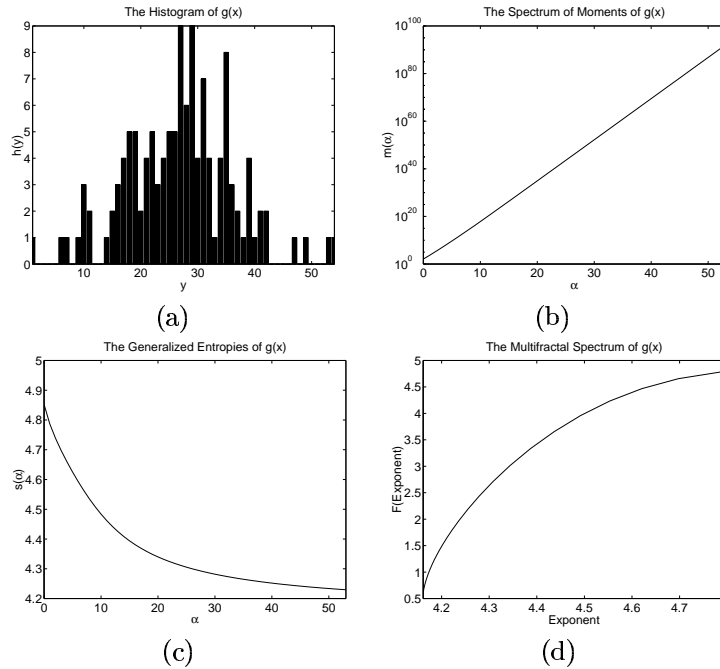 The Histogram of g(x)
9
8
7
6
5
4
3
2
1
0
h(y)
10 20 30 40 50
y
(a)
The Spectrum of Moments of g(x)
10^100
10^80
10^60
10^40
10^20
10^0
m(α)
0 10 20 30 40 50
α
(b)
The Generalized Entropies of g(x)
5
4.9
4.8
4.7
4.6
4.5
4.4
4.3
4.2
s(α)
0 10 20 30 40 50
α
(c)
The Multifractal Spectrum of g(x)
5
4.5
4
3.5
3
2.5
2
1.5
1
0.5
F(Exponent)
4.2 4.3 4.4 4.5 4.6 4.7
Exponent
(d)